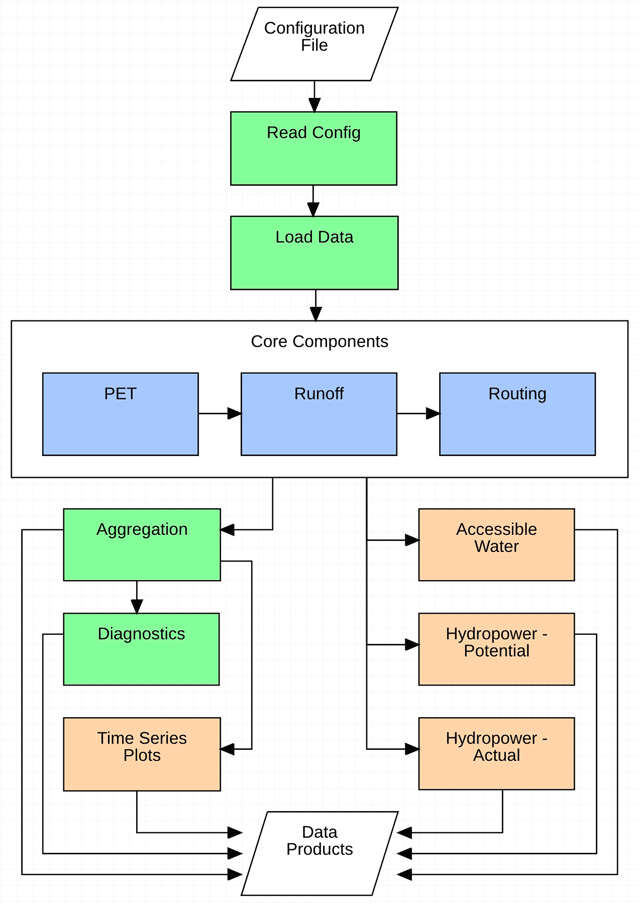 Configuration
File
Read Config
Load Data
Core Components
PET
Runoff
Routing
Aggregation
Accessible
Water
Diagnostics
Hydropower -
Potential
Time Series
Plots
Hydropower -
Actual
Data
Products